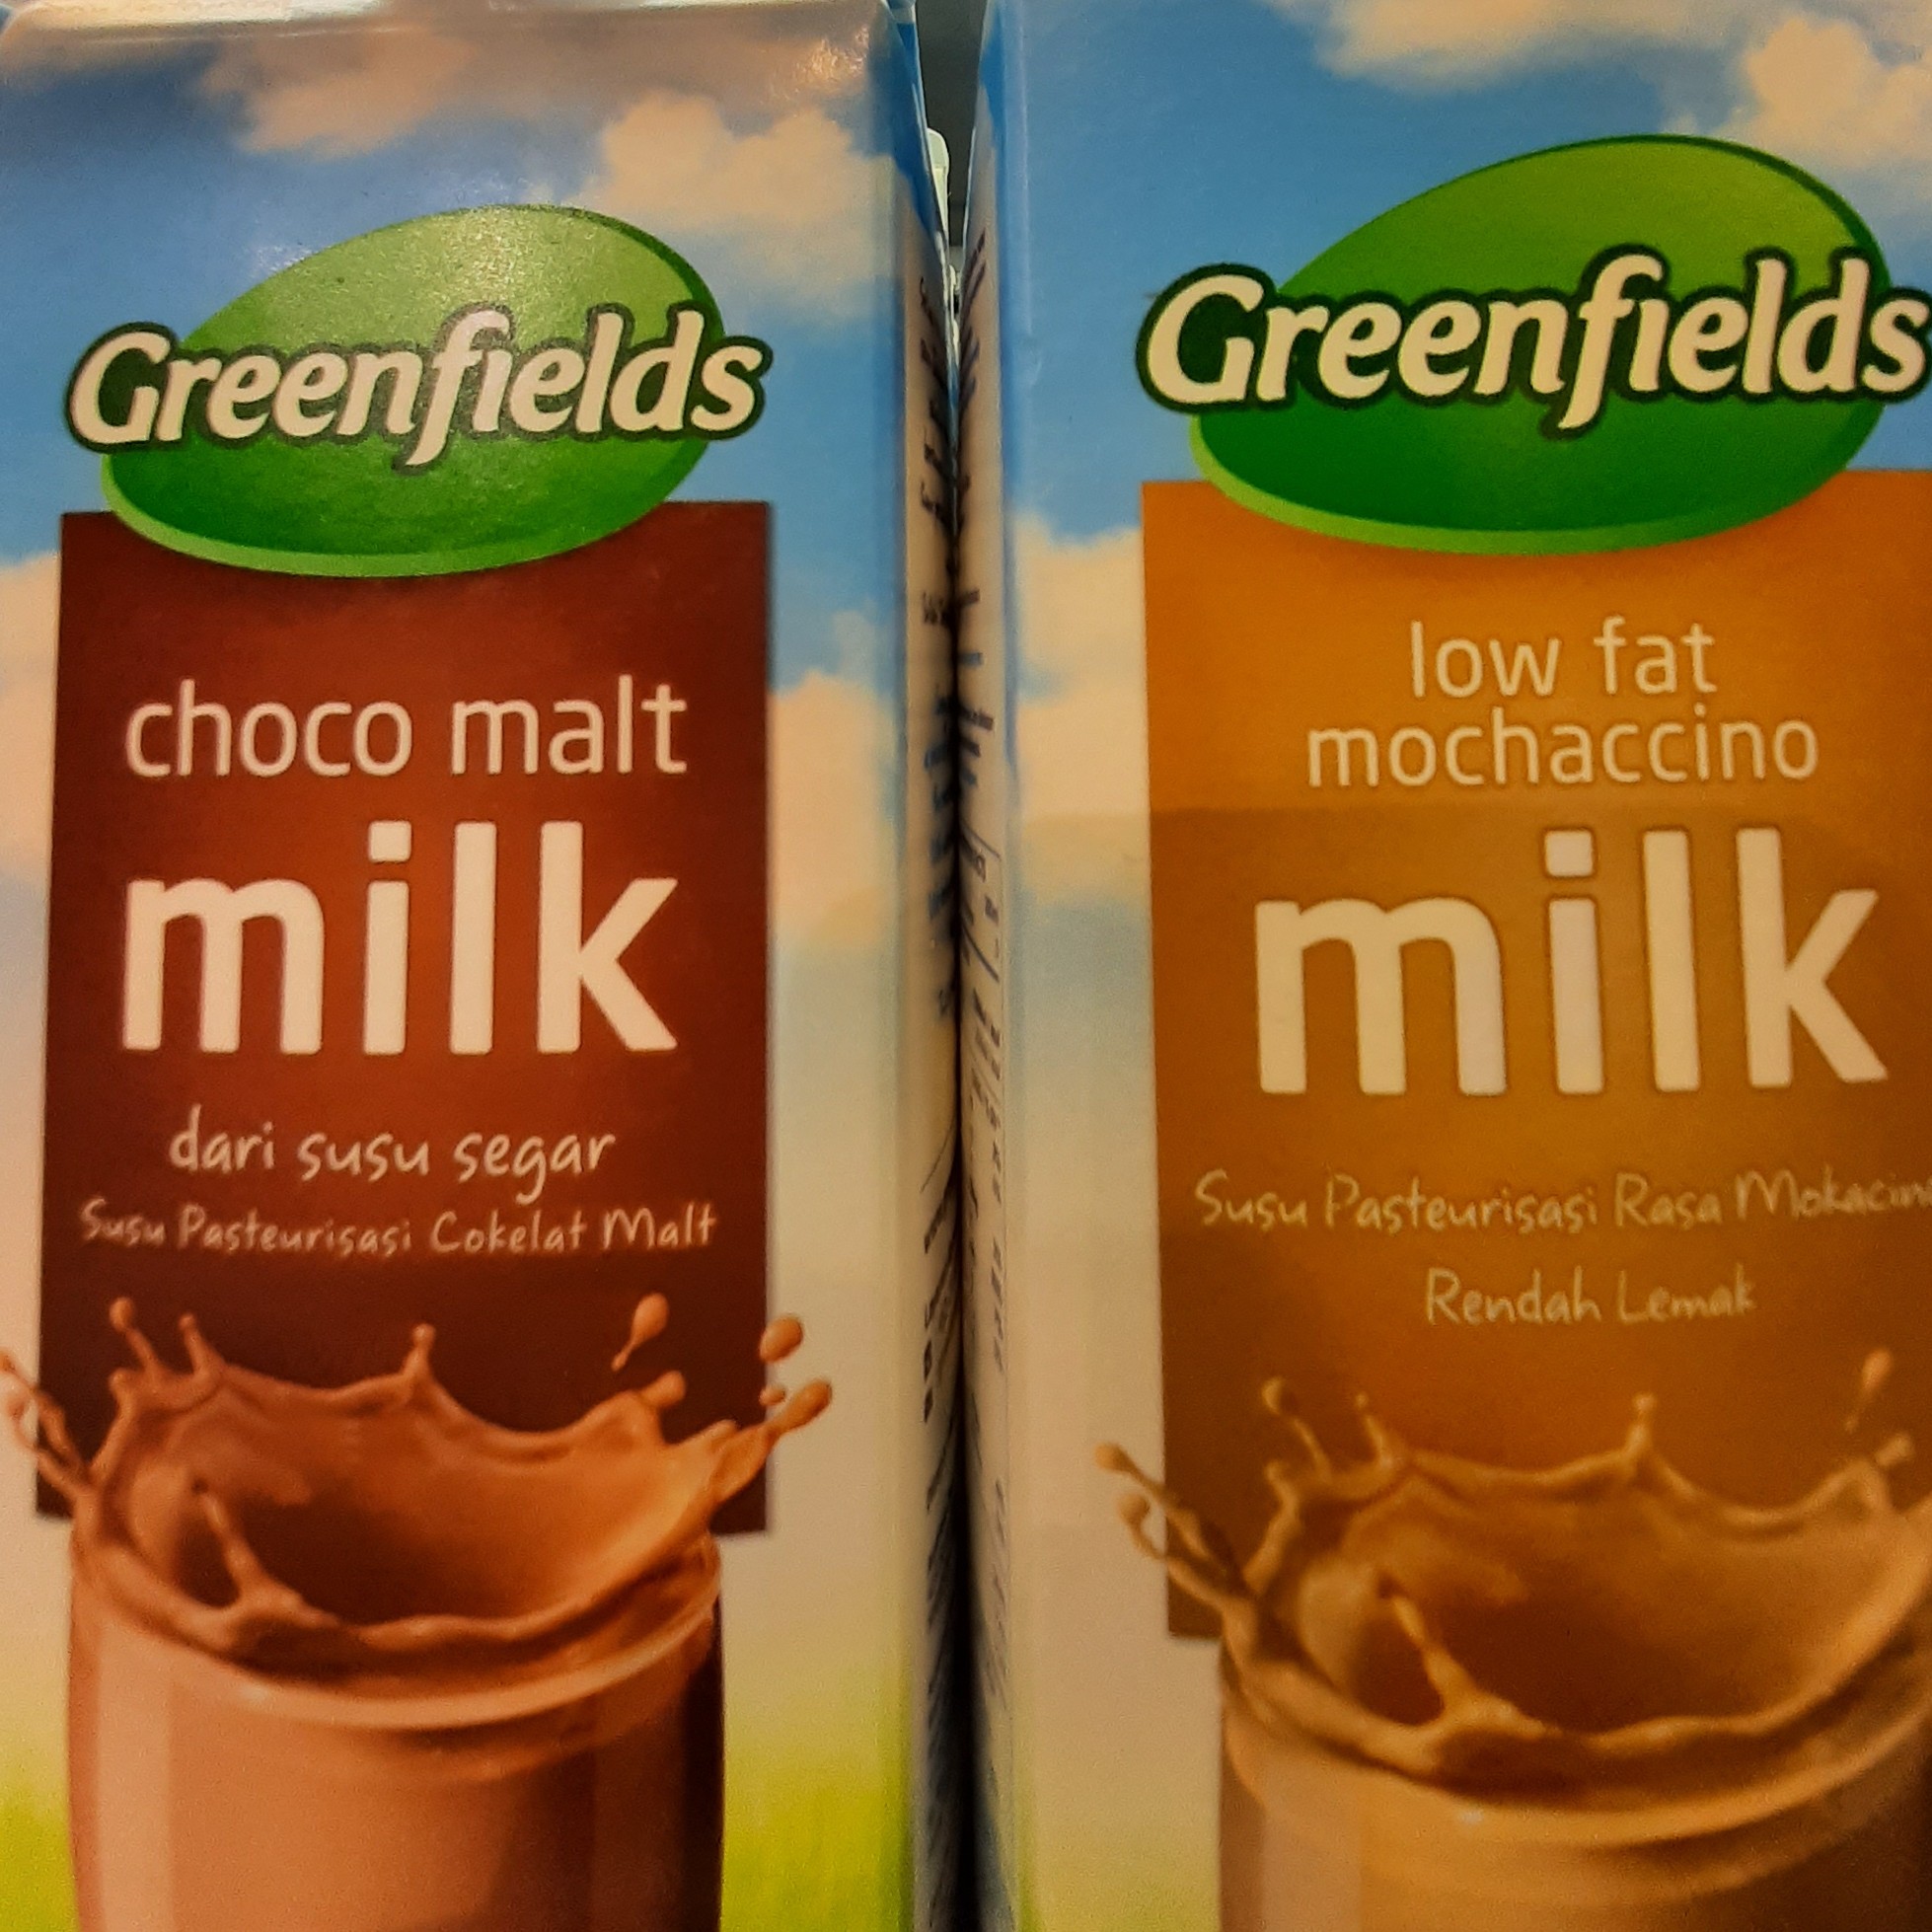 Greenfields
choco malt
milk
dari susu segar
Susu Pasteurisasi Cokelat Malt
Greenfields
low fat
mochaccino
milk
Susu Pasteurisasi Rasa
Rendah Lemak